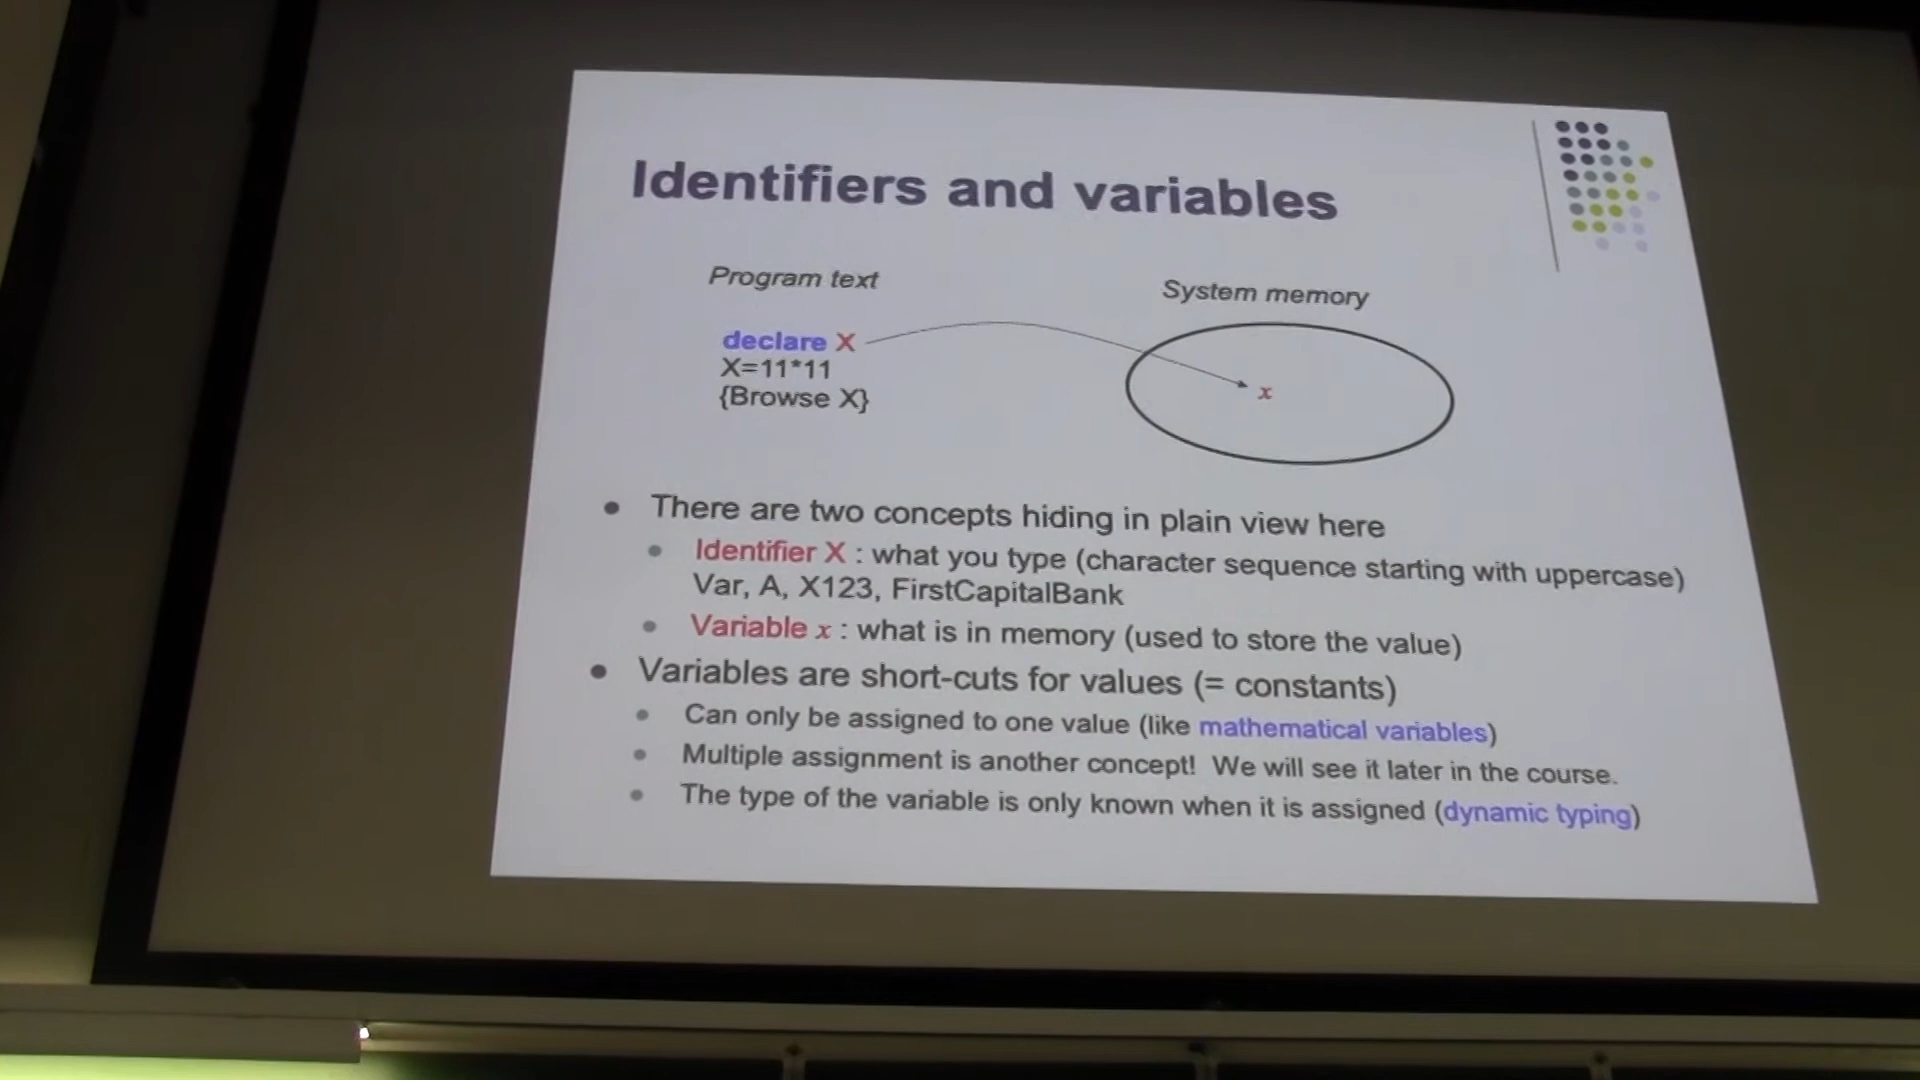 Identifiers and variables
Program text
System memory
declare X
X=11*11
{Browse X}
x
There are two concepts hiding in plain view here
Identifier X : what you type (character sequence starting with uppercase)
Var, A, X123, FirstCapitalBank
Variable x : what is in memory (used to store the value)
Variables are short-cuts for values (= constants)
Can only be assigned to one value (like mathematical variables)
Multiple assignment is another concept! We will see it later in the course.
The type of the variable is only known when it is assigned (dynamic typing)